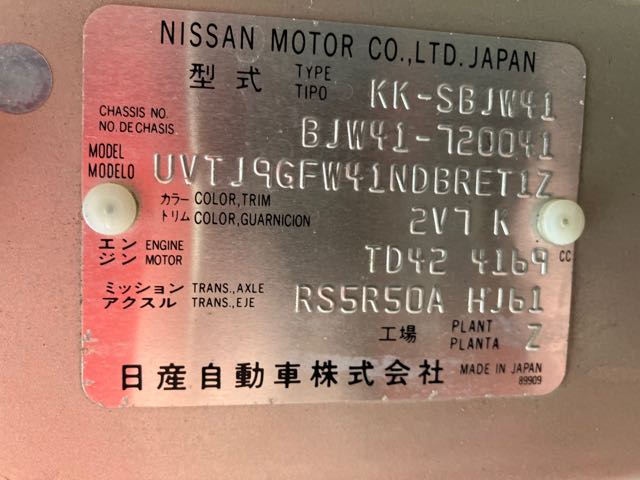 NISSAN MOTOR CO.,LTD.JAPAN
型式 TYPE TIPO KK-SBJW41
CHASSIS NO. NO.DE CHASIS BJW41-720041
MODEL MODELO UVTJ9GFW41NDBRET1Z
カラー COLOR,TRIM
トリム COLOR,GUARNICION 2V7 K
エンジン ENGINE MOTOR TD42 4169 CC
ミッション TRANS.,AXLE
アクスル TRANS.,EJE RS5R50A HJ61
工場 PLANT PLANTA Z
日産自動車株式会社 MADE IN JAPAN
89909